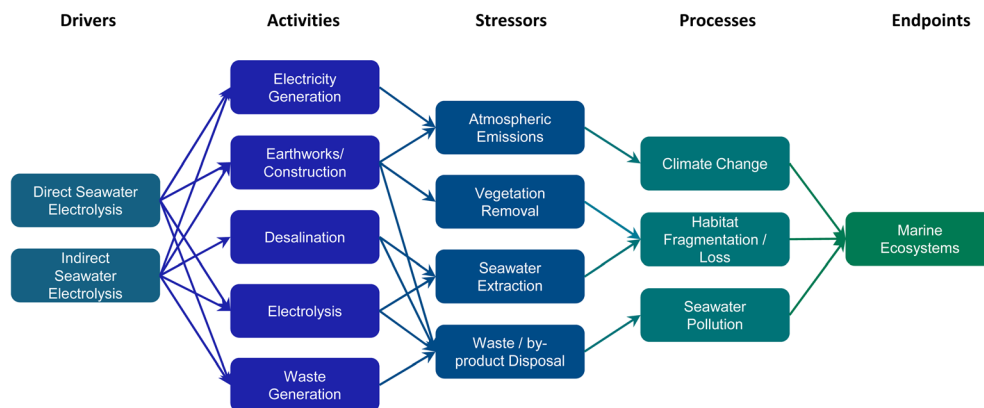 Drivers
Activities
Stressors
Processes
Endpoints
Direct Seawater
Electrolysis
Indirect
Seawater
Electrolysis
Electricity
Generation
Earthworks/
Construction
Desalination
Electrolysis
Waste
Generation
Atmospheric
Emissions
Vegetation
Removal
Seawater
Extraction
Waste / by-
product Disposal
Climate Change
Habitat
Fragmentation /
Loss
Seawater
Pollution
Marine
Ecosystems